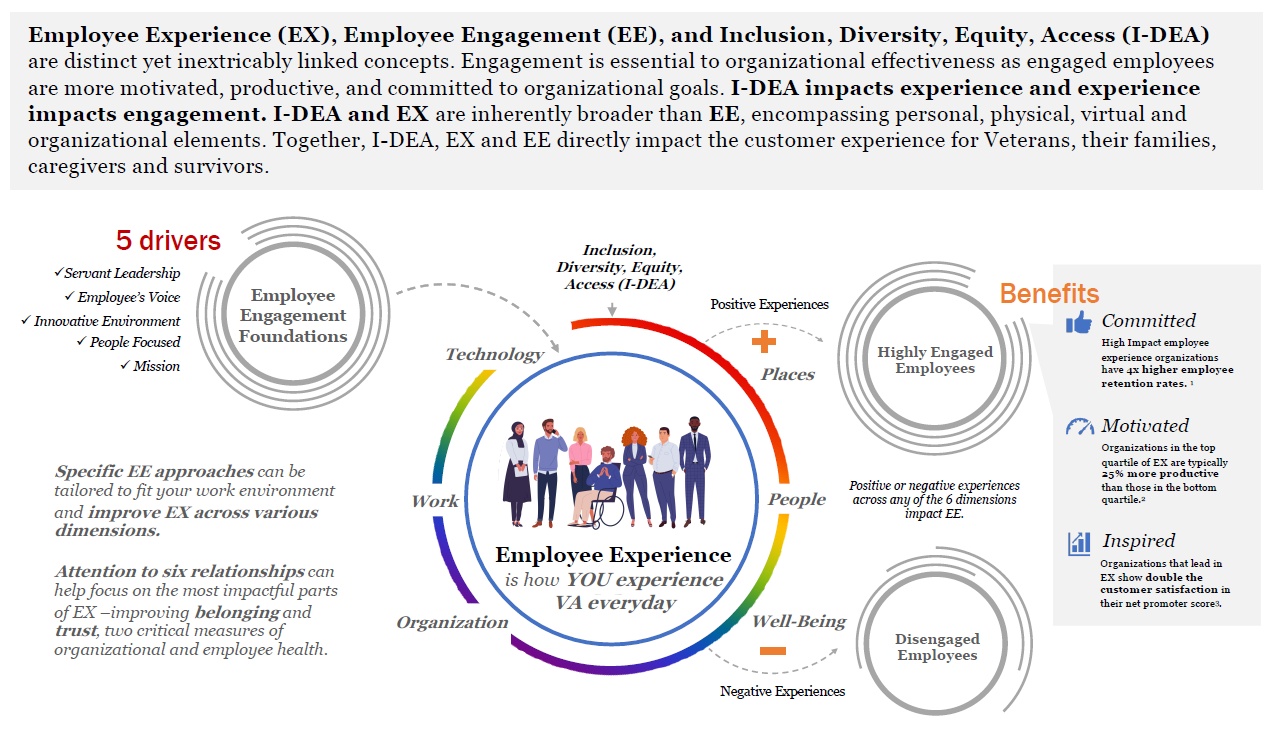 Employee Experience (EX), Employee Engagement (EE), and Inclusion, Diversity, Equity, Access (I-DEA)
are distinct yet inextricably linked concepts. Engagement is essential to organizational effectiveness as engaged employees
are more motivated, productive, and committed to organizational goals. I-DEA impacts experience and experience
impacts engagement. I-DEA and EX are inherently broader than EE, encompassing personal, physical, virtual and
organizational elements. Together, I-DEA, EX and EE directly impact the customer experience for Veterans, their families,
caregivers and survivors.
5 drivers
✓Servant Leadership
✓Employee's Voice
✓Innovative Environment
✓People Focused
✓Mission
Employee
Engagement
Foundations
Specific EE approaches can be
tailored to fit your work environment
and improve EX across various
dimensions.
Attention to six relationships can
help focus on the most impactful parts
of EX –improving belonging and
trust, two critical measures of
organizational and employee health.
Inclusion,
Diversity, Equity,
Access (I-DEA)
Technology
Places
Work
People
Organization
Well-Being
Employee Experience
is how YOU experience
VA everyday
Positive Experiences
Highly Engaged
Employees
Positive or negative experiences
across any of the 6 dimensions
impact EE.
Disengaged
Employees
Negative Experiences
Benefits
Committed
High Impact employee
experience organizations
have 4x higher employee
retention rates. ¹
Motivated
Organizations in the top
quartile of EX are typically
25% more productive
than those in the bottom
quartile.²
Inspired
Organizations that lead in
EX show double the
customer satisfaction in
their net promoter score³.